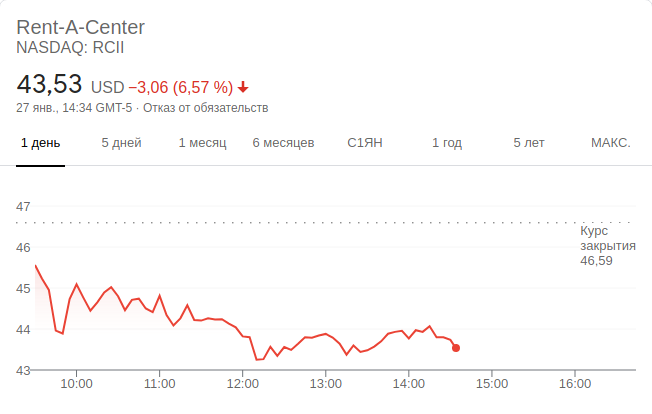 Rent-A-Center
NASDAQ: RCII
43,53 USD −3,06 (6,57 %)
27 янв., 14:34 GMT-5 · Отказ от обязательств
1 день 5 дней 1 месяц 6 месяцев С1ЯН 1 год 5 лет МАКС.
47
Курс
закрытия
46,59
46
45
44
43
10:00 11:00 12:00 13:00 14:00 15:00 16:00